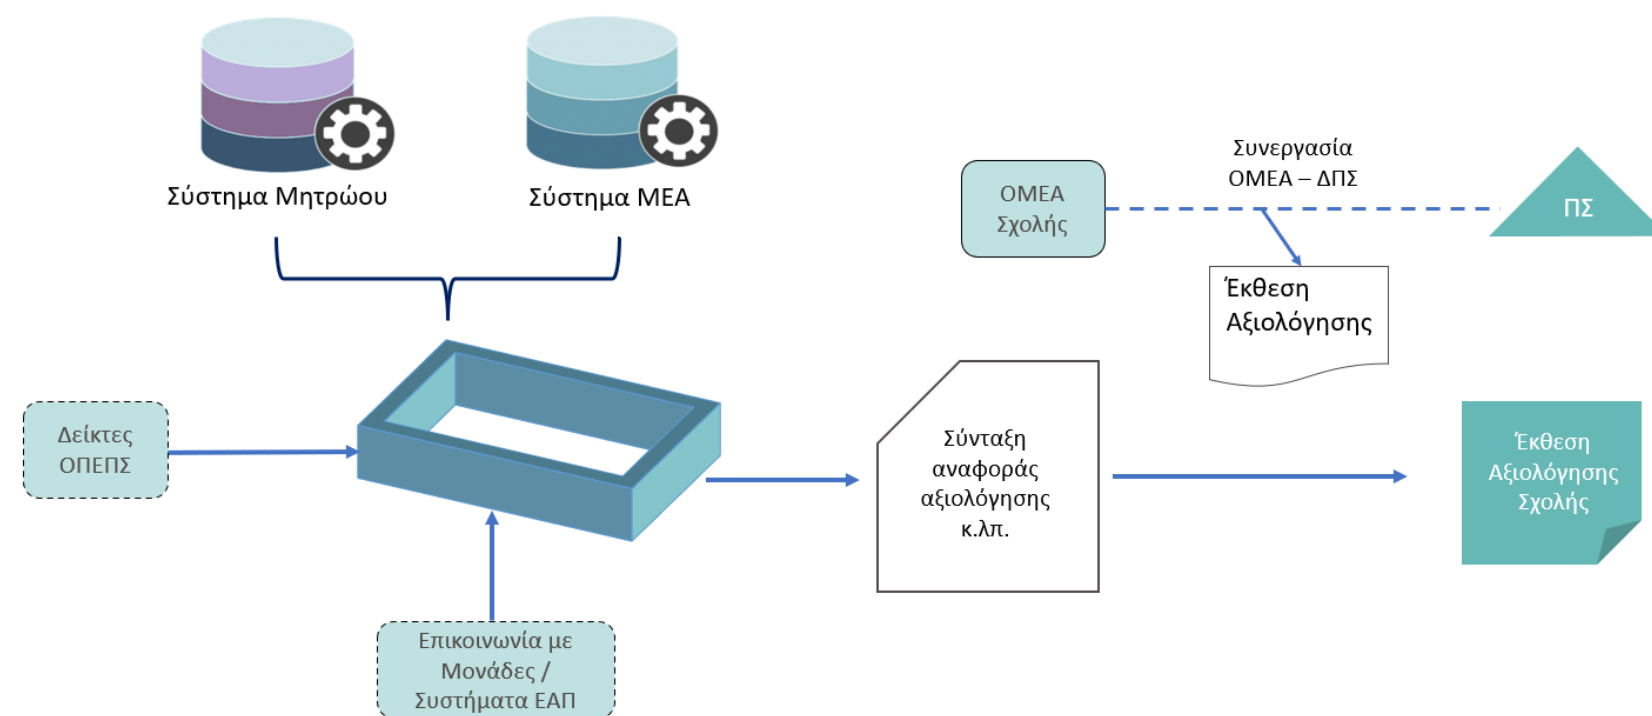 Σύστημα Μητρώου
Σύστημα ΜΕΑ
Συνεργασία
ΟΜΕΑ – ΔΠΣ
ΟΜΕΑ
Σχολής
ΠΣ
Έκθεση
Αξιολόγησης
Δείκτες
ΟΠΕΠΣ
Σύνταξη
αναφοράς
αξιολόγησης
κ.λπ.
Έκθεση
Αξιολόγησης
Σχολής
Επικοινωνία με
Μονάδες /
Συστήματα ΕΑΠ